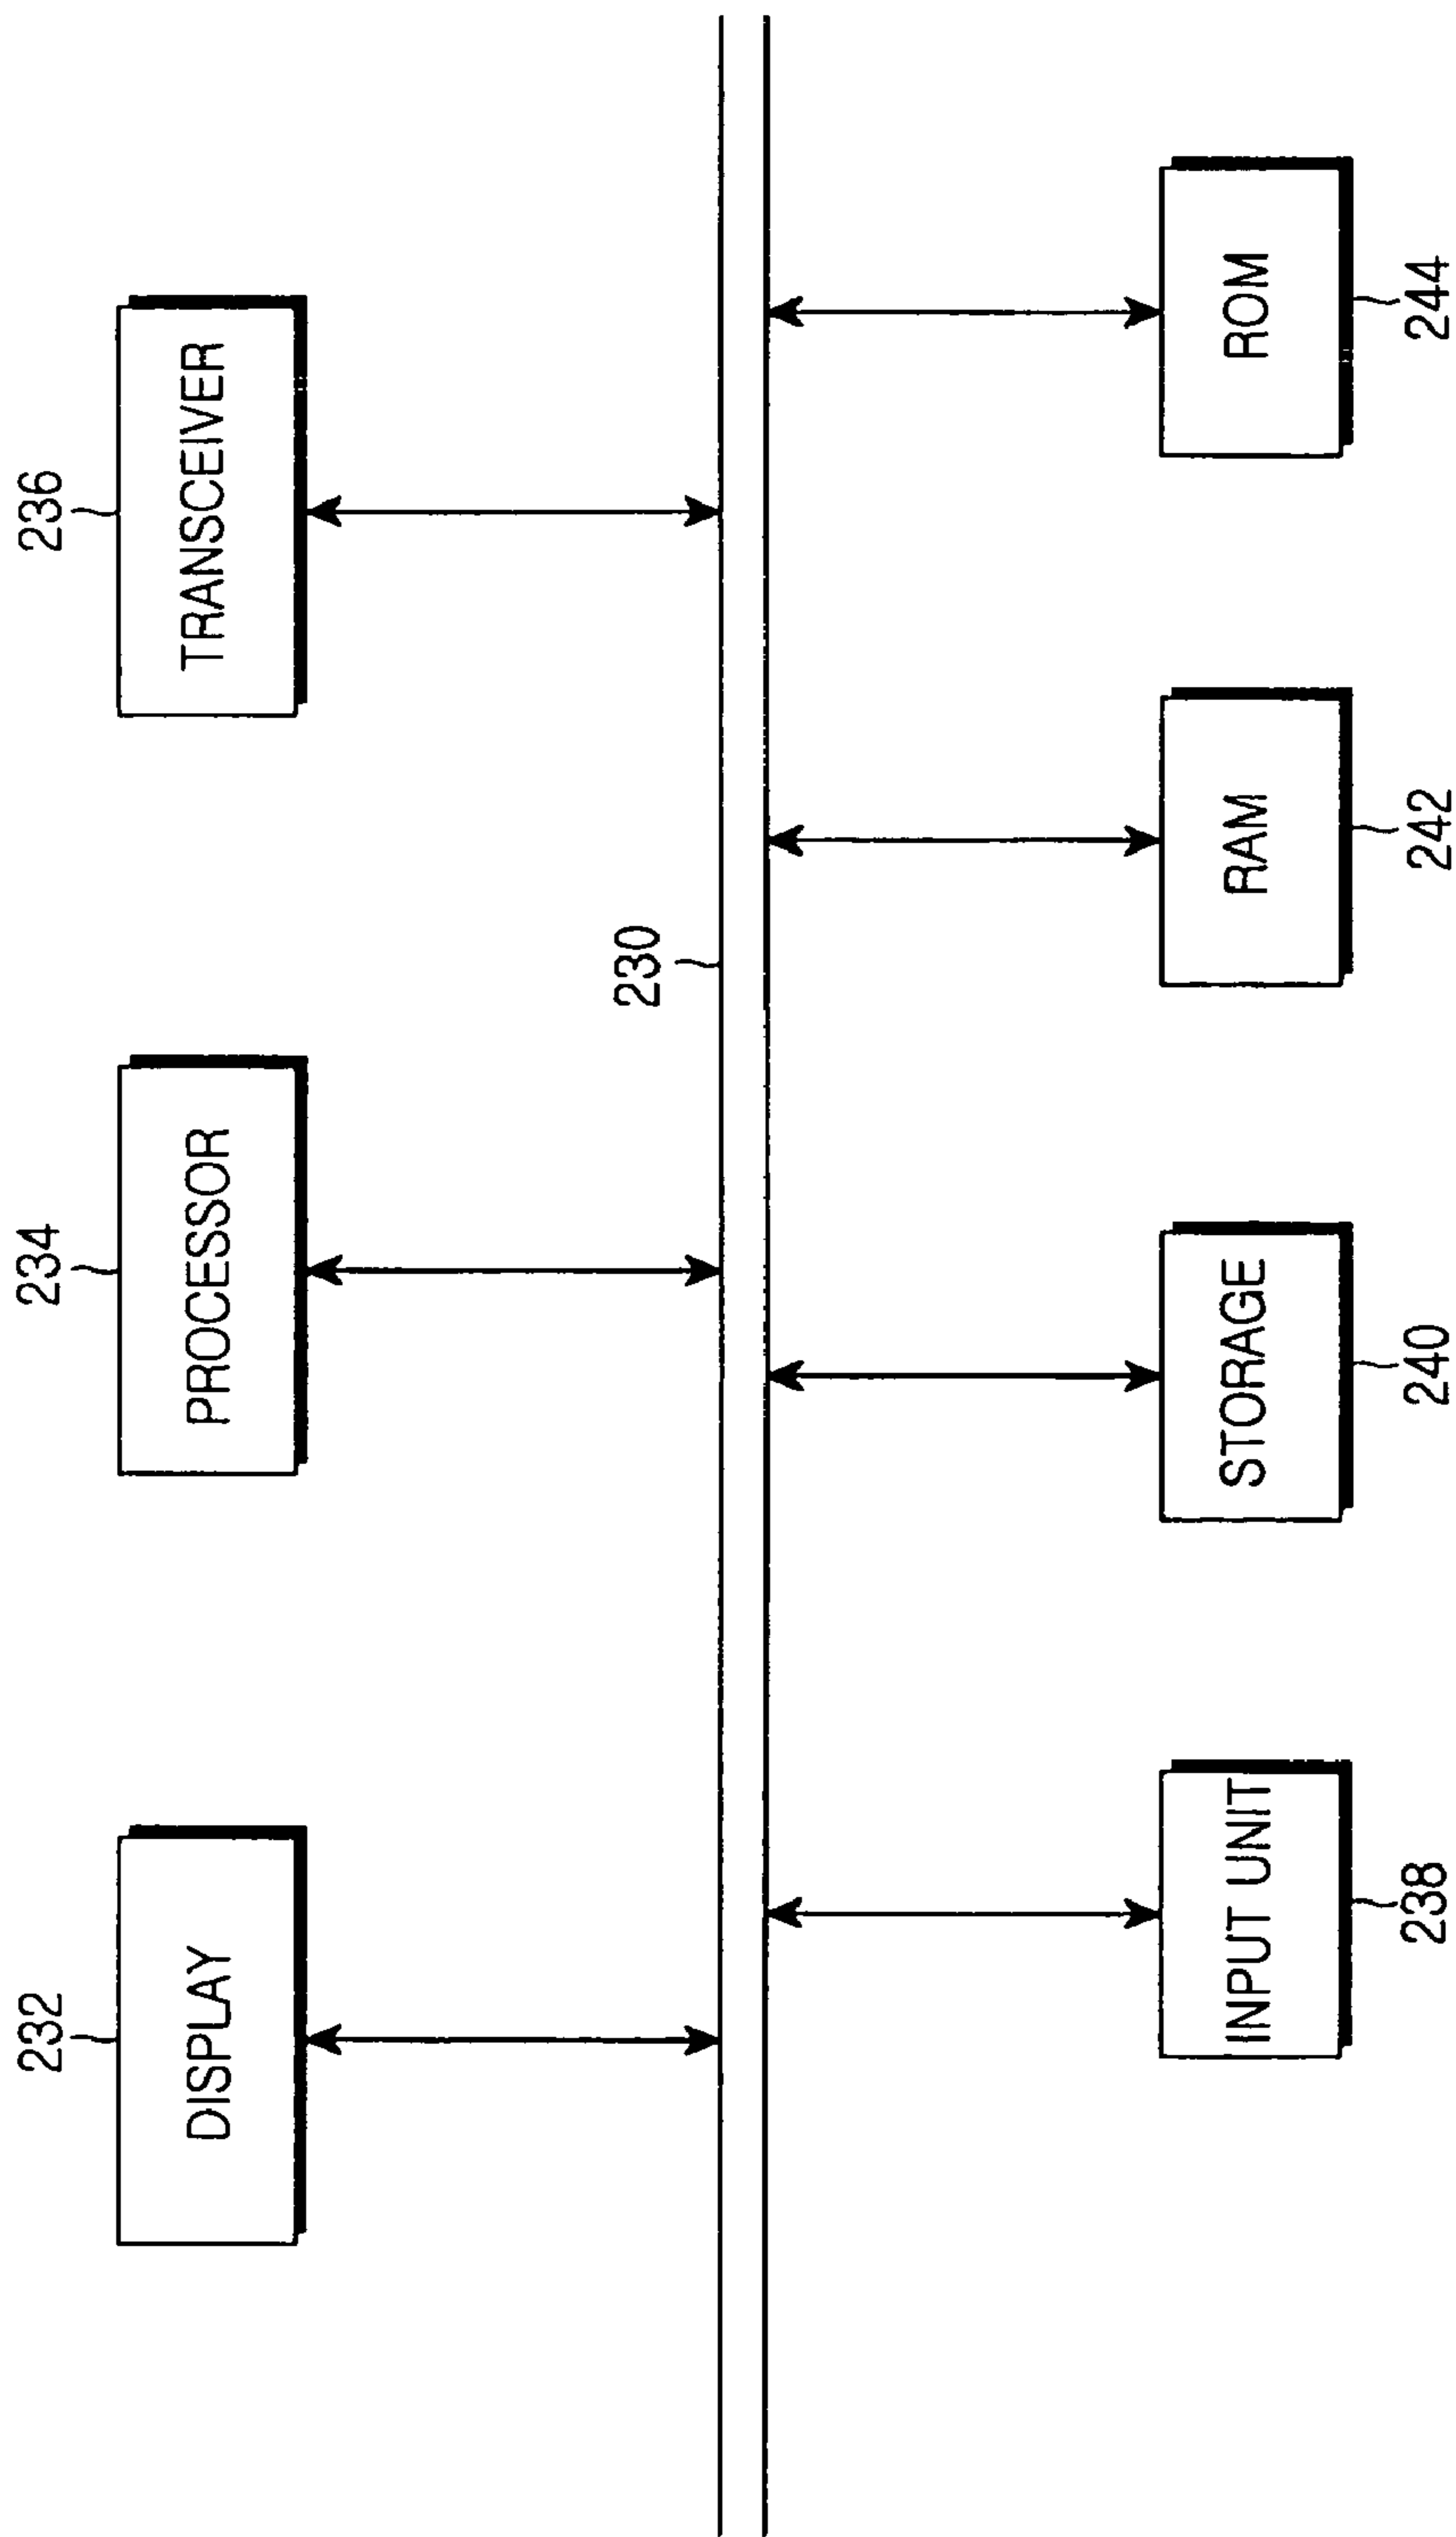 232
234
236
DISPLAY
PROCESSOR
TRANSCEIVER
230
INPUT UNIT
STORAGE
RAM
ROM
238
240
242
244